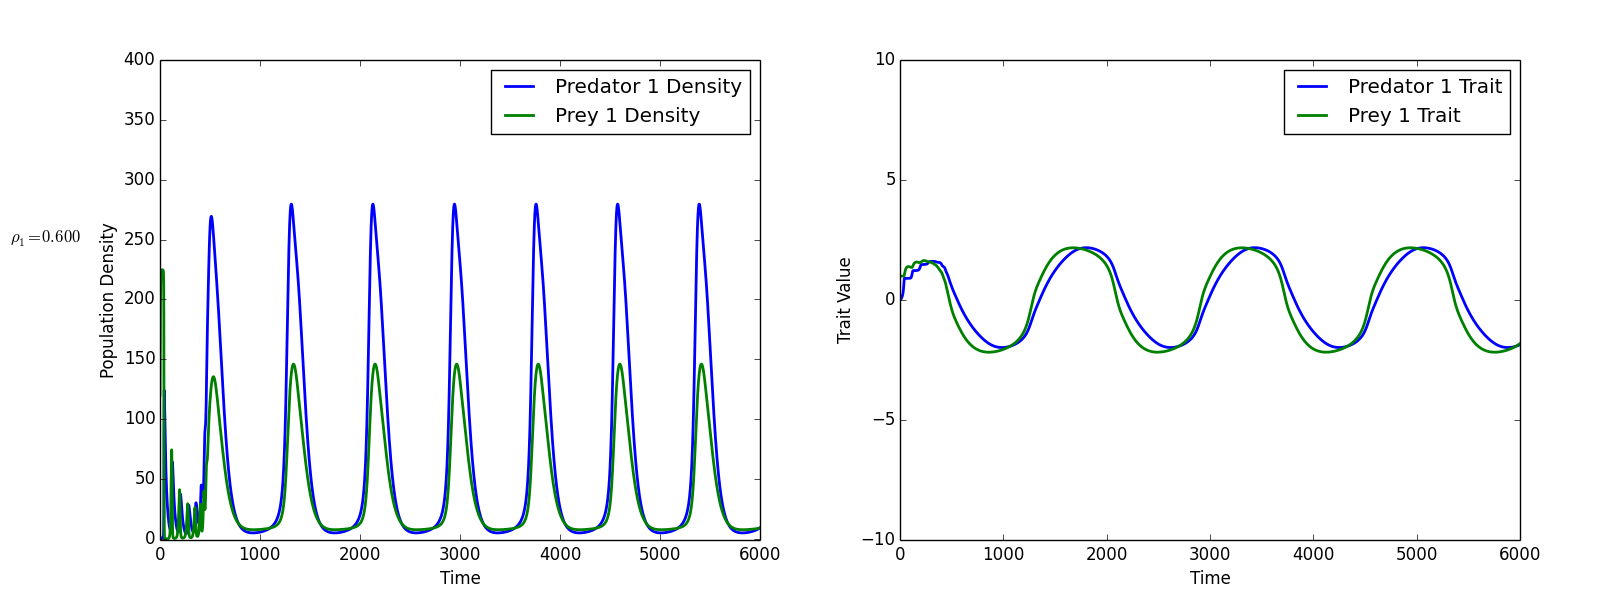 ρ₁=0.600
Population Density
400
350
300
250
200
150
100
50
0
0 1000 2000 3000 4000 5000 6000
Time
Predator 1 Density
Prey 1 Density
Trait Value
10
5
0
−5
−10
0 1000 2000 3000 4000 5000 6000
Time
Predator 1 Trait
Prey 1 Trait